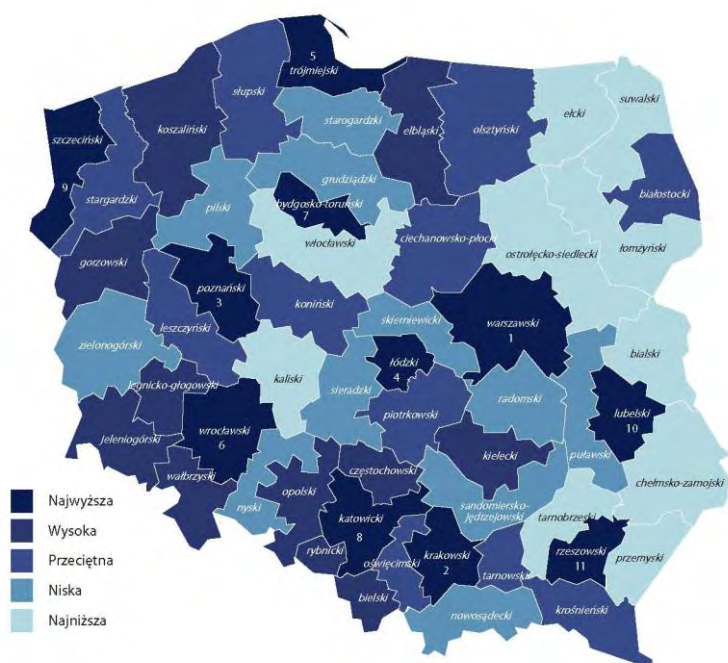 5
trójmiejski
słupski
koszaliński
starogardzki
elbląski
olsztyński
ełcki
suwalski
szczeciński
9
stargardzki
grudziądzki
białostocki
pilski
bydgosko-toruński
7
włocławski
ciechanowsko-płocki
ostrołęcko-siedlecki
łomżyński
gorzowski
poznański
3
koniński
skierniewicki
warszawski
1
leszczyński
bialski
zielonogórski
kaliski
łódzki
4
sieradzki
legnicko-głogowski
piotrkowski
radomski
lubelski
10
Jeleniogórski
wrocławski
6
kielecki
puławski
wałbrzyski
częstochowski
chełmsko-zamojski
nyski
opolski
sandomiersko-
Jędrzejowski
tarnobrzeski
katowicki
8
rybnicki
oświęcimski
krakowski
2
tarnowski
rzeszowski
11
przemyski
bielski
nowosądecki
krośnieński
Najwyższa
Wysoka
Przeciętna
Niska
Najniższa